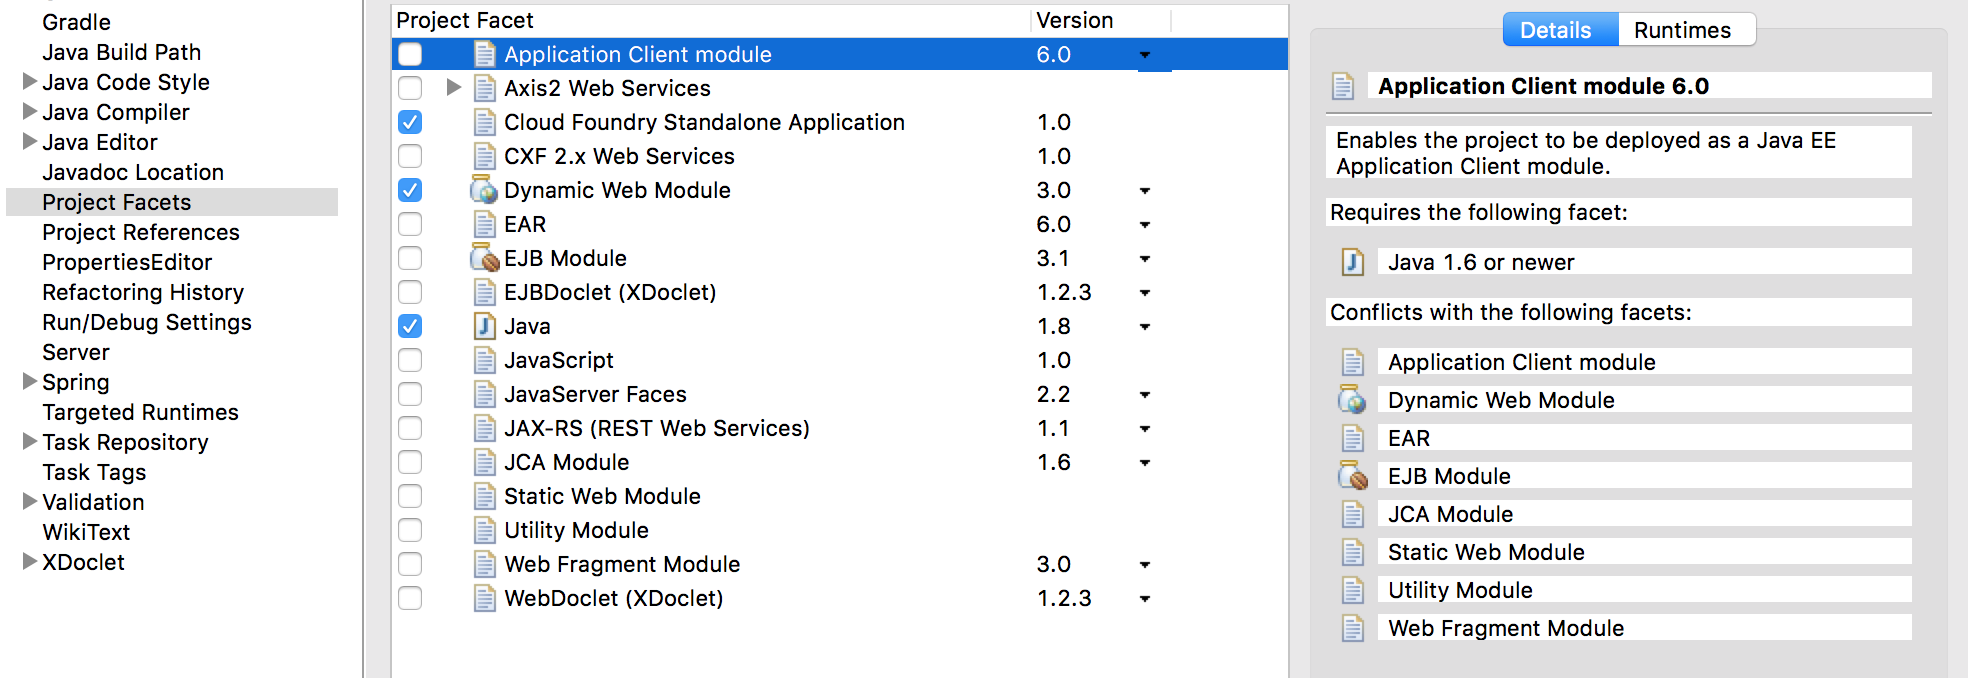 Gradle
Java Build Path
Java Code Style
Java Compiler
Java Editor
Javadoc Location
Project Facets
Project References
PropertiesEditor
Refactoring History
Run/Debug Settings
Server
Spring
Targeted Runtimes
Task Repository
Task Tags
Validation
WikiText
XDoclet
Project Facet Version
Application Client module 6.0
Axis2 Web Services
Cloud Foundry Standalone Application 1.0
CXF 2.x Web Services 1.0
Dynamic Web Module 3.0
EAR 6.0
EJB Module 3.1
EJBDoclet (XDoclet) 1.2.3
Java 1.8
JavaScript 1.0
JavaServer Faces 2.2
JAX-RS (REST Web Services) 1.1
JCA Module 1.6
Static Web Module
Utility Module
Web Fragment Module 3.0
WebDoclet (XDoclet) 1.2.3
Details Runtimes
Application Client module 6.0
Enables the project to be deployed as a Java EE
Application Client module.
Requires the following facet:
Java 1.6 or newer
Conflicts with the following facets:
Application Client module
Dynamic Web Module
EAR
EJB Module
JCA Module
Static Web Module
Utility Module
Web Fragment Module